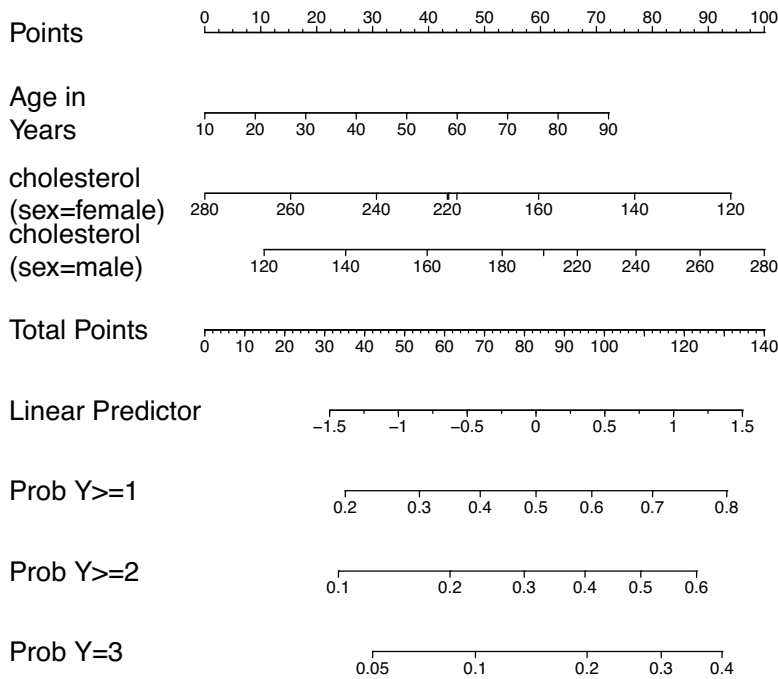 Points
0 10 20 30 40 50 60 70 80 90 100
Age in
Years
10 20 30 40 50 60 70 80 90
cholesterol
(sex=female)
280 260 240 220 160 140 120
cholesterol
(sex=male)
120 140 160 180 220 240 260 280
Total Points
0 10 20 30 40 50 60 70 80 90 100 120 140
Linear Predictor
−1.5 −1 −0.5 0 0.5 1 1.5
Prob Y>=1
0.2 0.3 0.4 0.5 0.6 0.7 0.8
Prob Y>=2
0.1 0.2 0.3 0.4 0.5 0.6
Prob Y=3
0.05 0.1 0.2 0.3 0.4